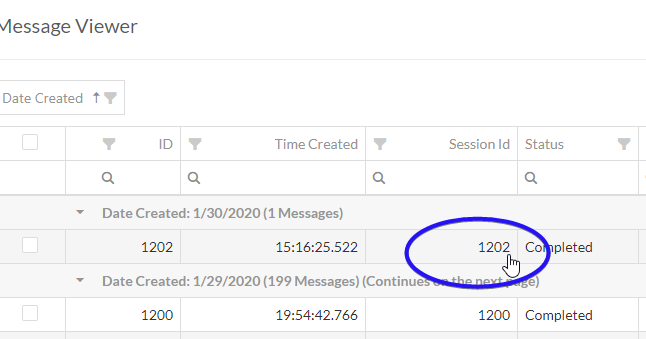 Message Viewer
Date Created
ID Time Created Session Id Status
Date Created: 1/30/2020 (1 Messages)
1202 15:16:25.522 1202 Completed
Date Created: 1/29/2020 (199 Messages) (Continues on the next page)
1200 19:54:42.766 1200 Completed